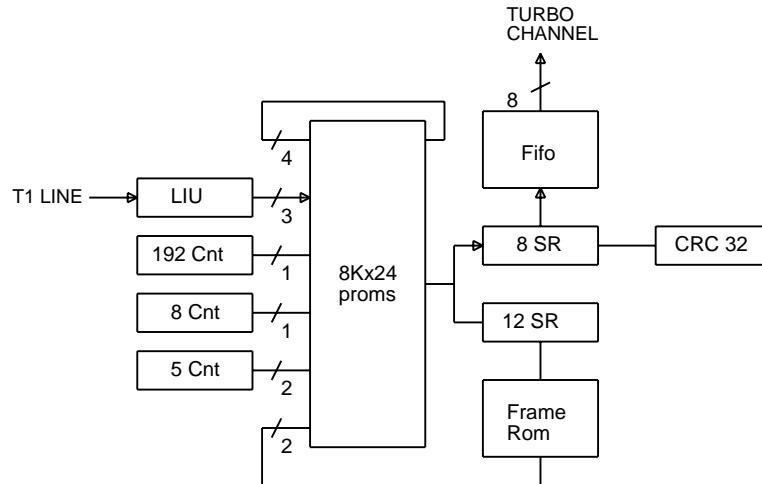 TURBO
CHANNEL
8
4
Fifo
T1 LINE
LIU
3
192 Cnt
1
8Kx24
proms
8 SR
CRC 32
8 Cnt
1
12 SR
5 Cnt
2
Frame
Rom
2